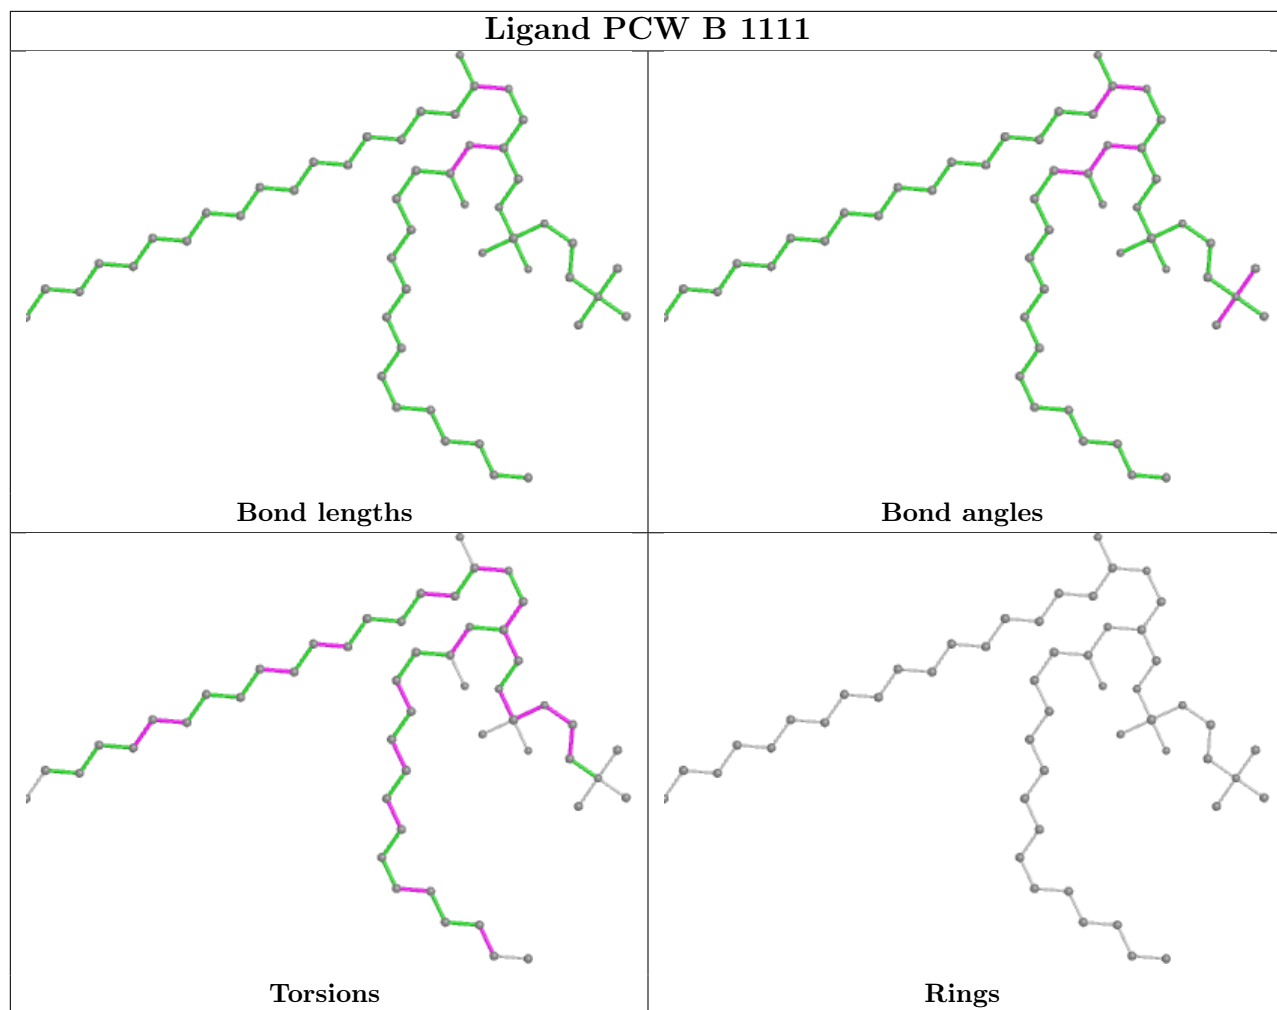 Ligand PCW B 1111
Bond lengths
Bond angles
Torsions
Rings